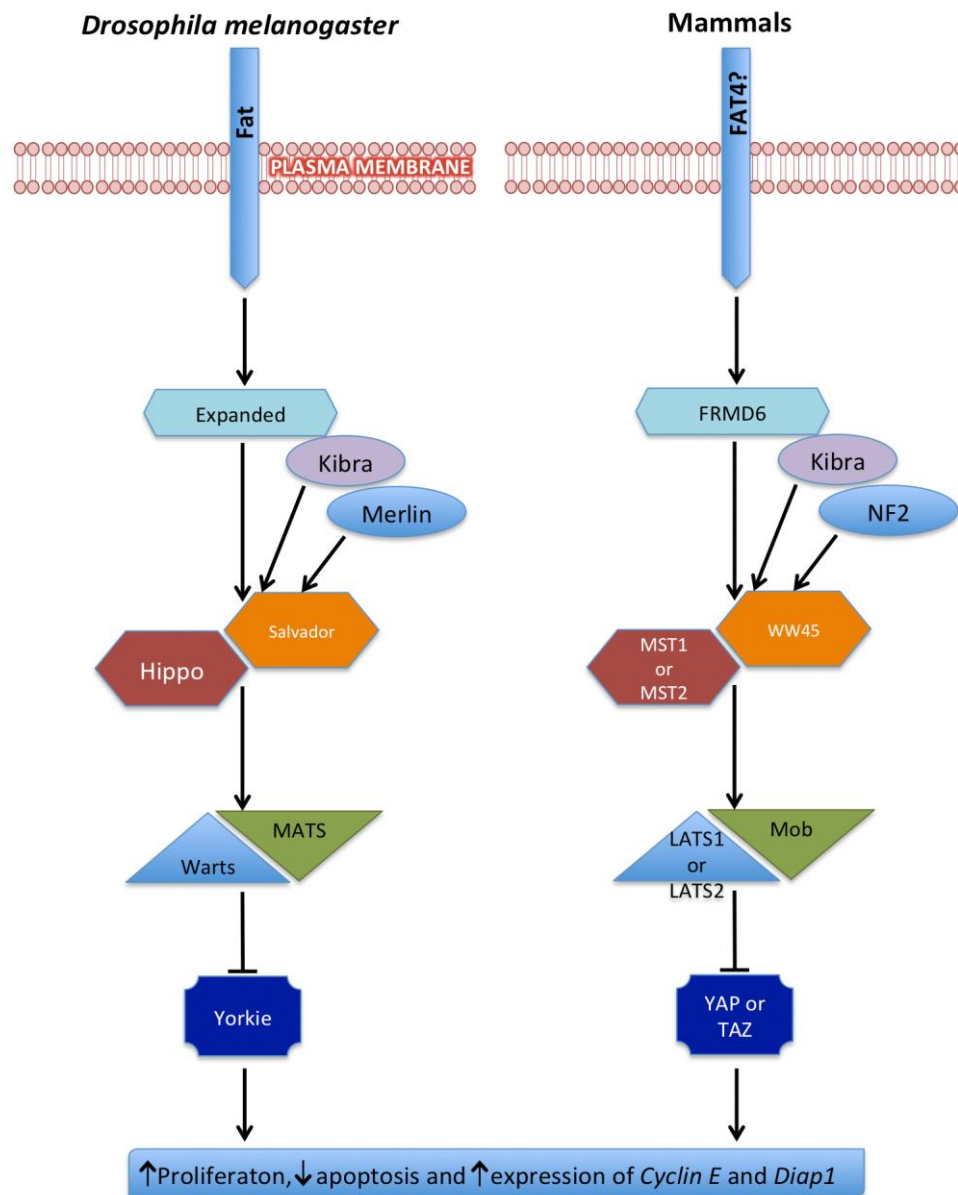 Drosophila melanogaster
Fat
PLASMA MEMBRANE
Expanded
Kibra
Merlin
Salvador
Hippo
MATS
Warts
Yorkie
Mammals
FAT4?
FRMD6
Kibra
NF2
WW45
MST1
or
MST2
Mob
LATS1
or
LATS2
YAP or
TAZ
↑Proliferaton,↓apoptosis and ↑expression of Cyclin E and Diap1